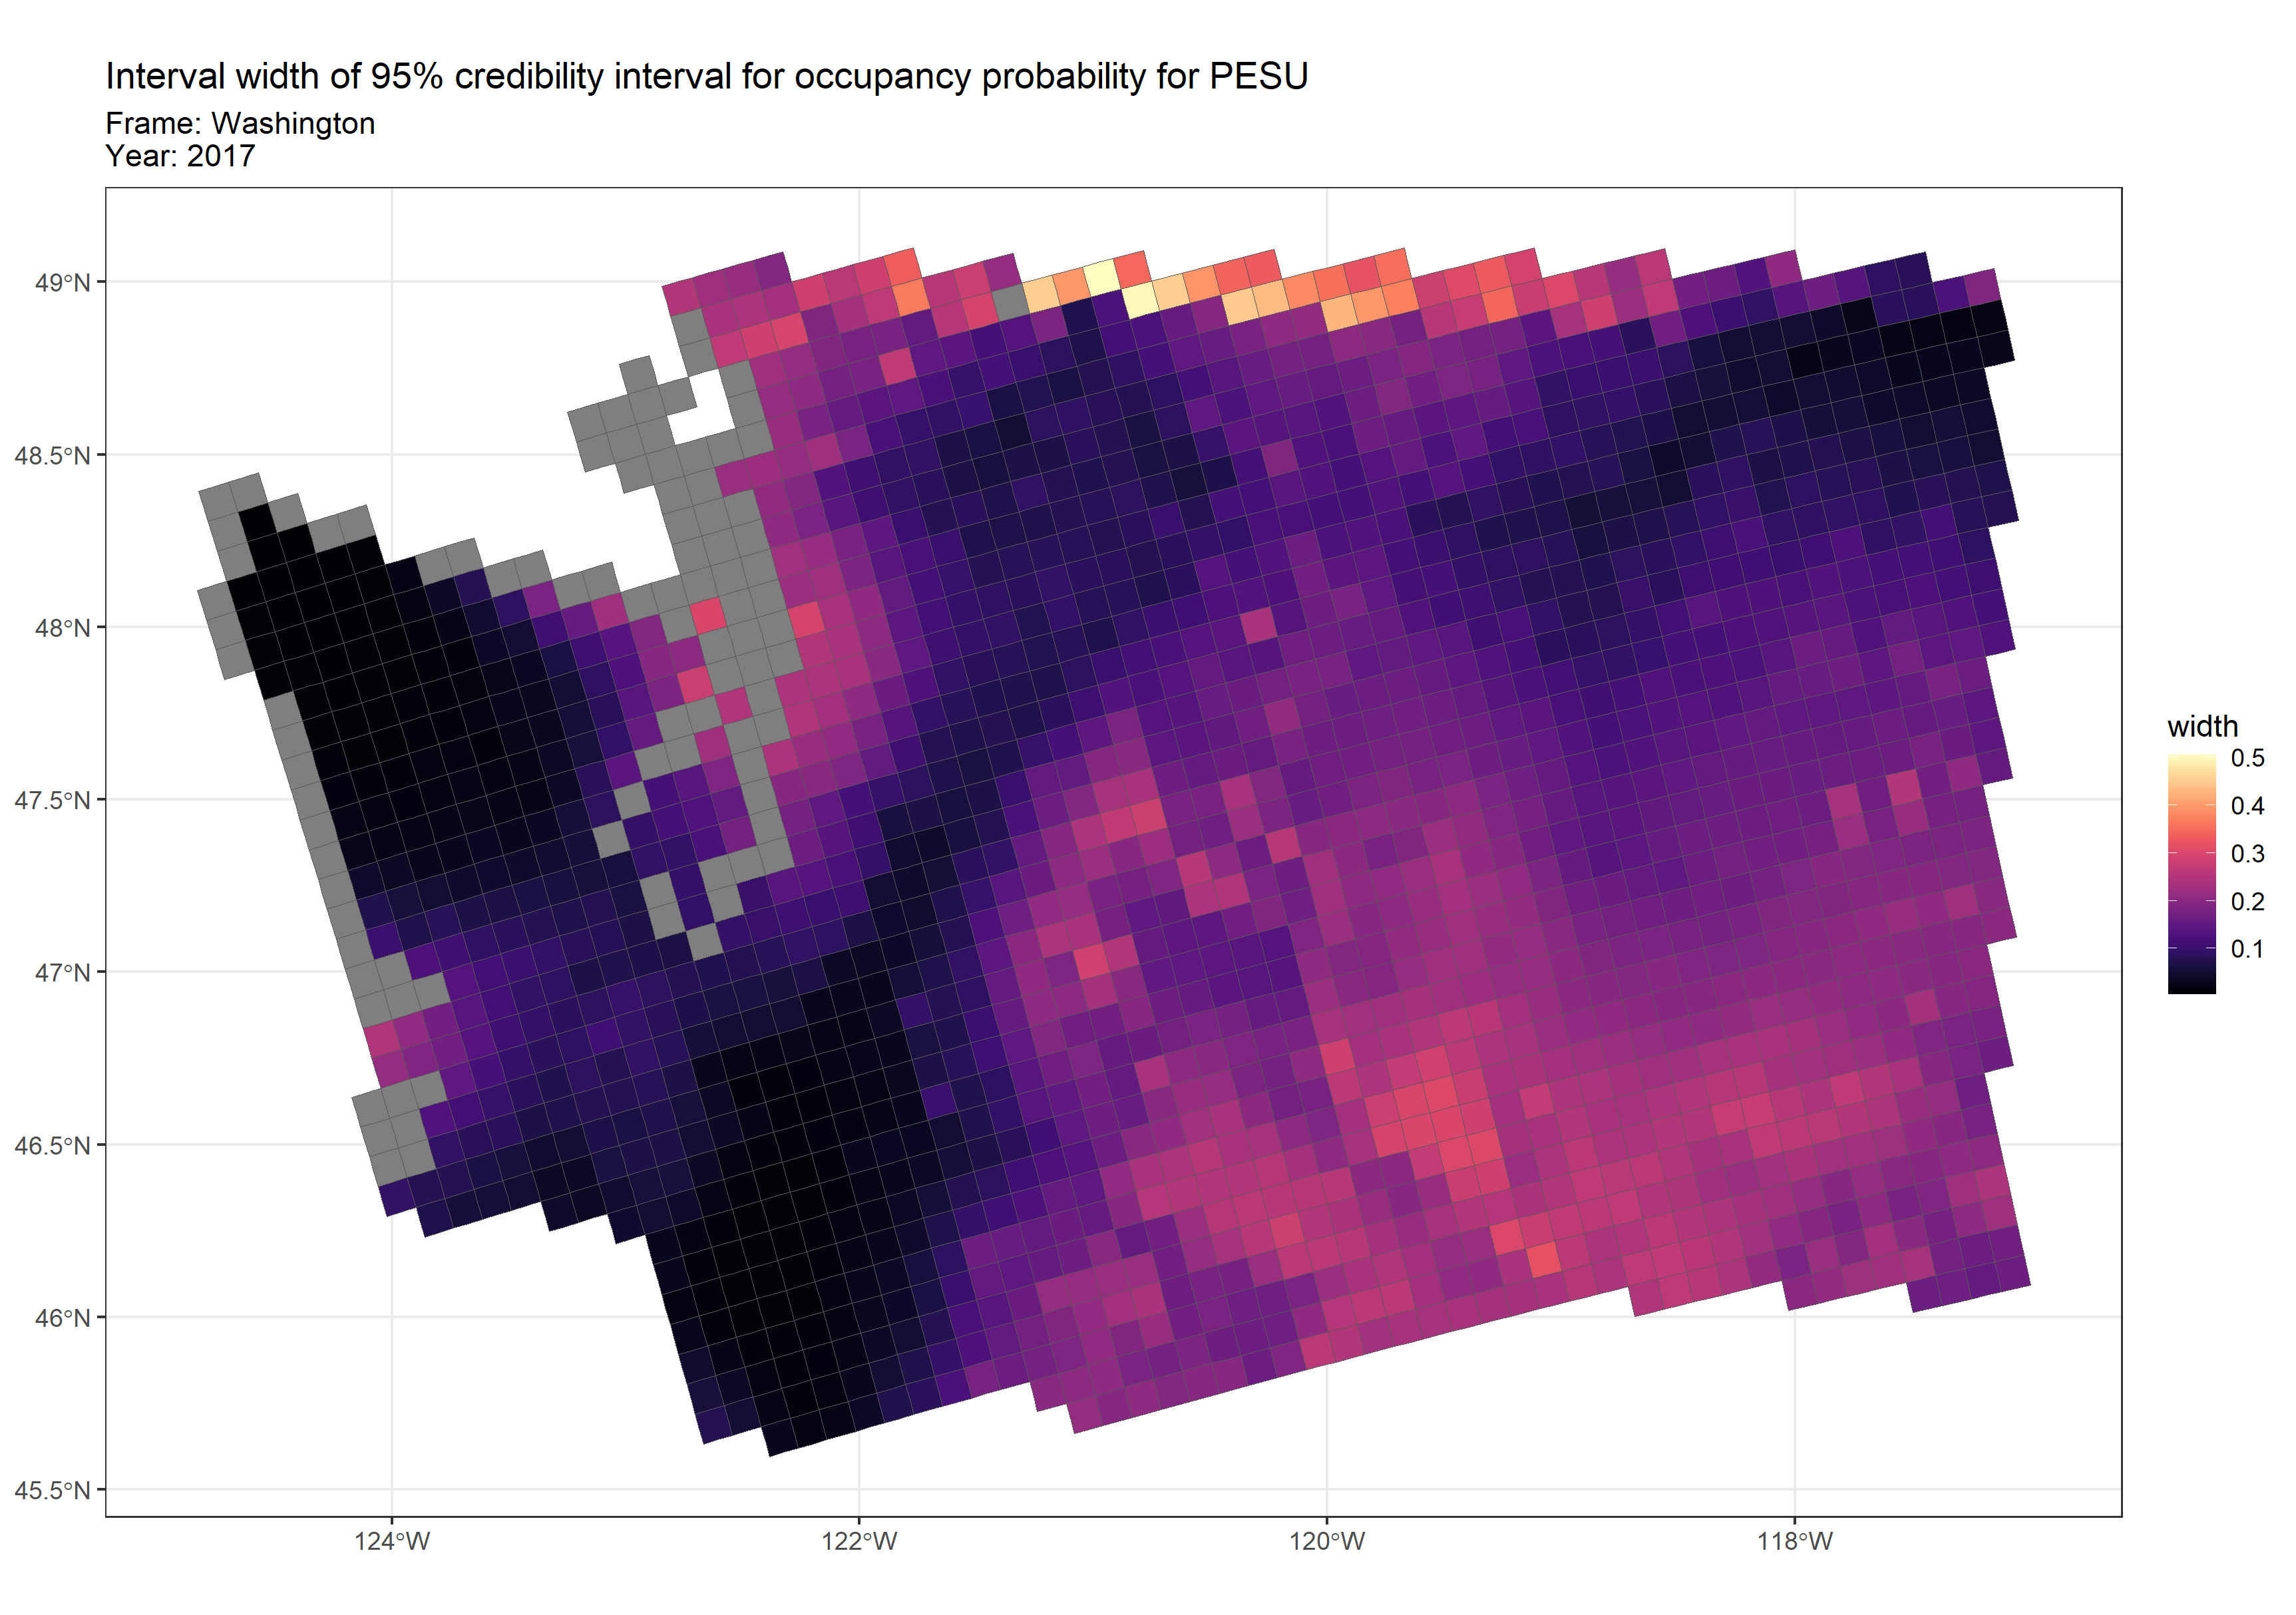 Interval width of 95% credibility interval for occupancy probability for PESU
Frame: Washington
Year: 2017
49°N
48.5°N
48°N
47.5°N
47°N
46.5°N
46°N
45.5°N
124°W
122°W
120°W
118°W
width
0.5
0.4
0.3
0.2
0.1